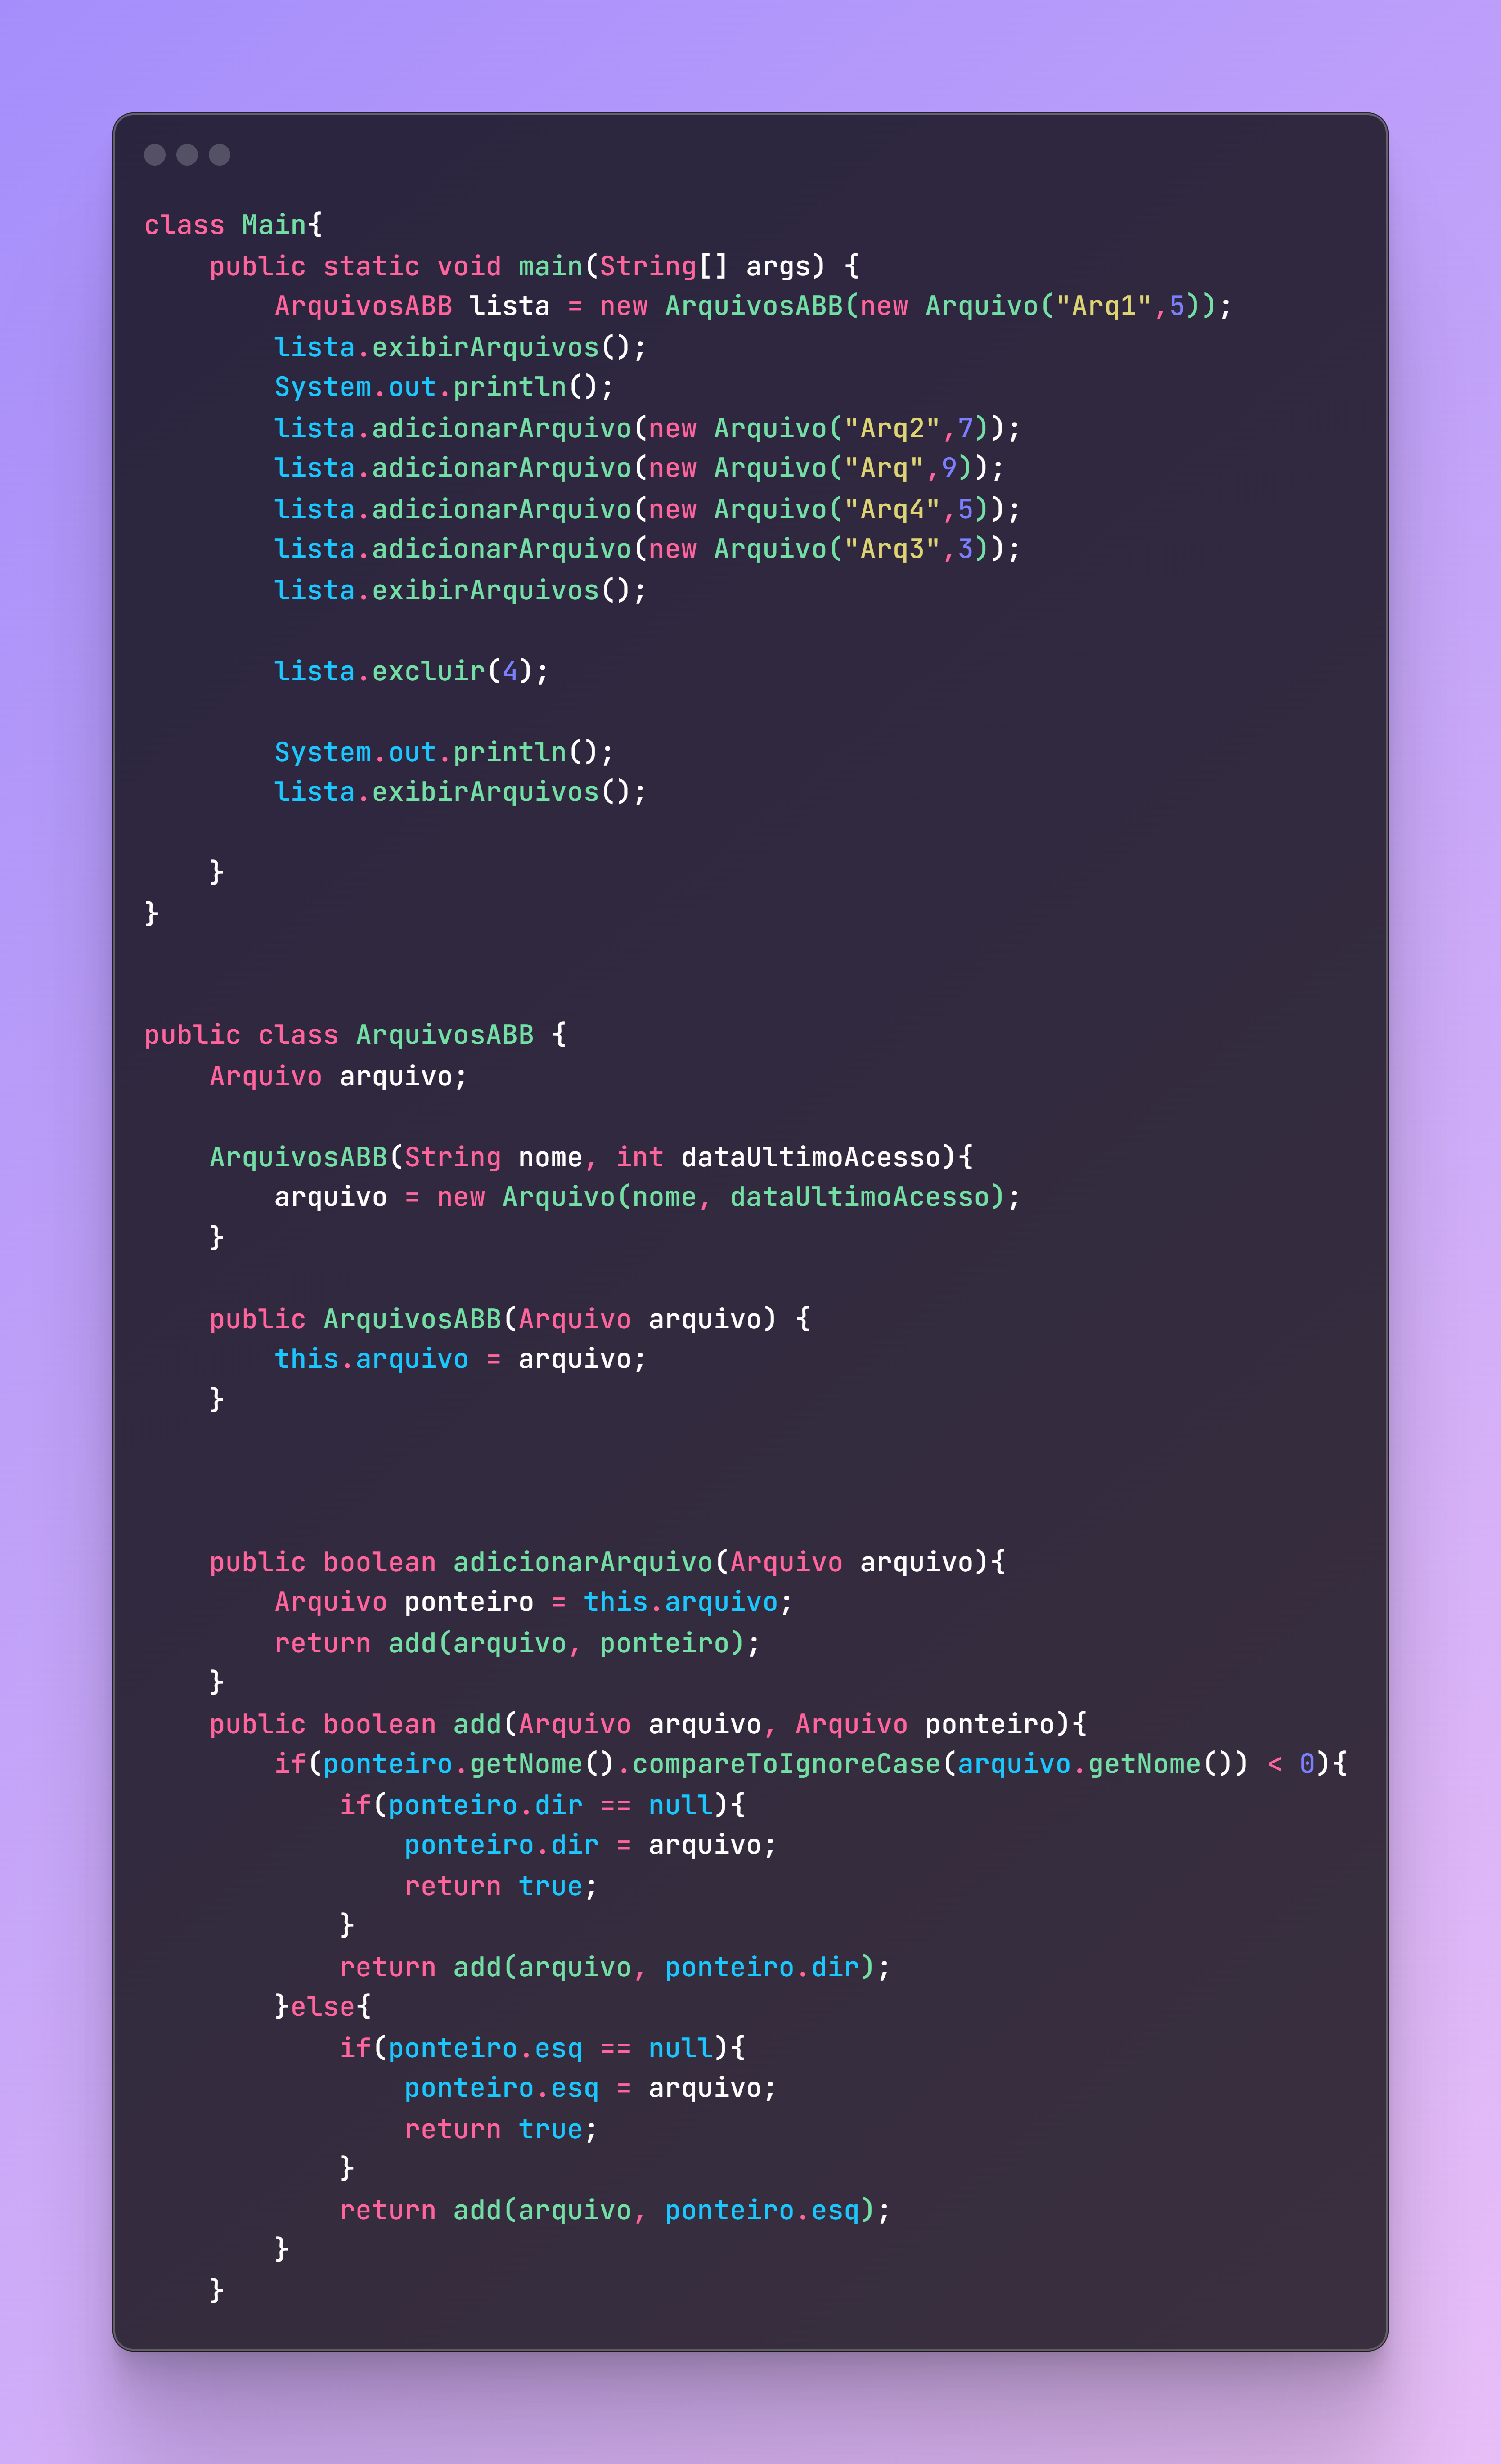 class Main{
    public static void main(String[] args) {
        ArquivosABB lista = new ArquivosABB(new Arquivo("Arq1",5));
        lista.exibirArquivos();
        System.out.println();
        lista.adicionarArquivo(new Arquivo("Arq2",7));
        lista.adicionarArquivo(new Arquivo("Arq",9));
        lista.adicionarArquivo(new Arquivo("Arq4",5));
        lista.adicionarArquivo(new Arquivo("Arq3",3));
        lista.exibirArquivos();

        lista.excluir(4);

        System.out.println();
        lista.exibirArquivos();

    }
}


public class ArquivosABB {
    Arquivo arquivo;

    ArquivosABB(String nome, int dataUltimoAcesso){
        arquivo = new Arquivo(nome, dataUltimoAcesso);
    }

    public ArquivosABB(Arquivo arquivo) {
        this.arquivo = arquivo;
    }



    public boolean adicionarArquivo(Arquivo arquivo){
        Arquivo ponteiro = this.arquivo;
        return add(arquivo, ponteiro);
    }
    public boolean add(Arquivo arquivo, Arquivo ponteiro){
        if(ponteiro.getNome().compareToIgnoreCase(arquivo.getNome()) < 0){
            if(ponteiro.dir == null){
                ponteiro.dir = arquivo;
                return true;
            }
            return add(arquivo, ponteiro.dir);
        }else{
            if(ponteiro.esq == null){
                ponteiro.esq = arquivo;
                return true;
            }
            return add(arquivo, ponteiro.esq);
        }
    }